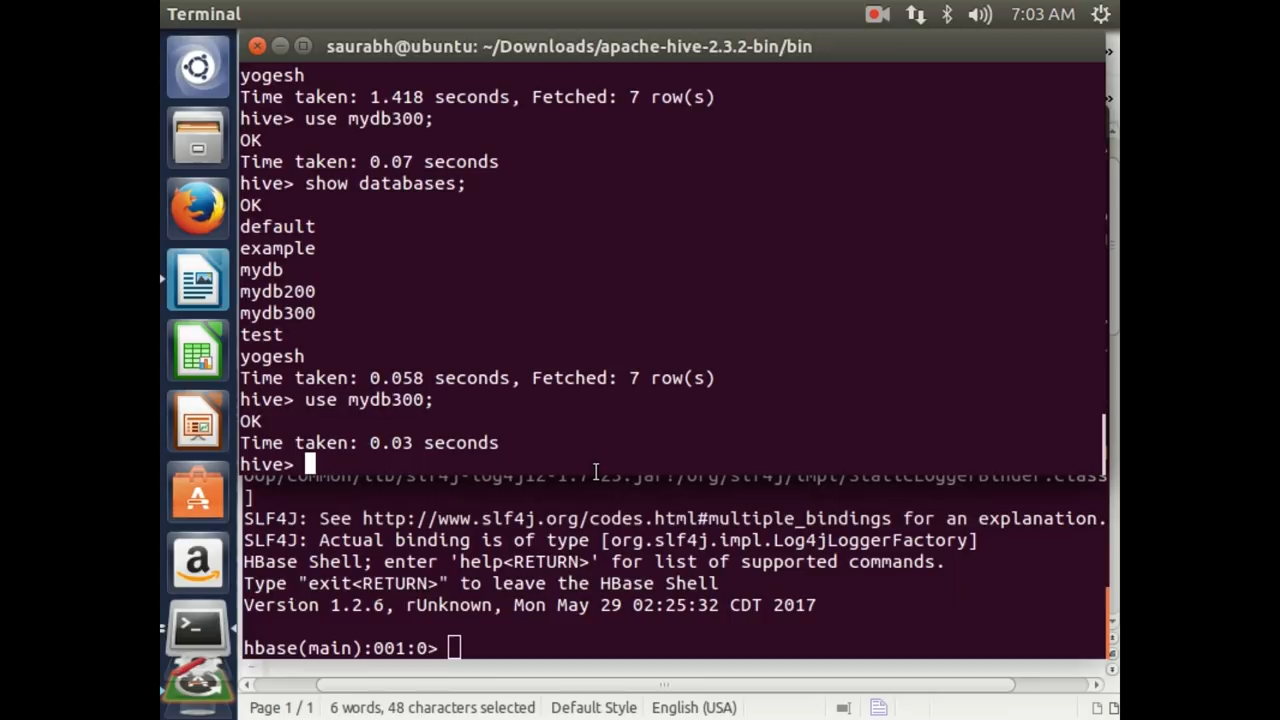 Terminal
7:03 AM
saurabh@ubuntu: ~/Downloads/apache-hive-2.3.2-bin/bin
yogesh
Time taken: 1.418 seconds, Fetched: 7 row(s)
hive> use mydb300;
OK
Time taken: 0.07 seconds
hive> show databases;
OK
default
example
mydb
mydb200
mydb300
test
yogesh
Time taken: 0.058 seconds, Fetched: 7 row(s)
hive> use mydb300;
OK
Time taken: 0.03 seconds
hive>
]
SLF4J: See http://www.slf4j.org/codes.html#multiple_bindings for an explanation.
SLF4J: Actual binding is of type [org.slf4j.impl.Log4jLoggerFactory]
HBase Shell; enter 'help<RETURN>' for list of supported commands.
Type "exit<RETURN>" to leave the HBase Shell
Version 1.2.6, rUnknown, Mon May 29 02:25:32 CDT 2017
hbase(main):001:0>
Page 1 / 1 6 words, 48 characters selected Default Style English (USA)